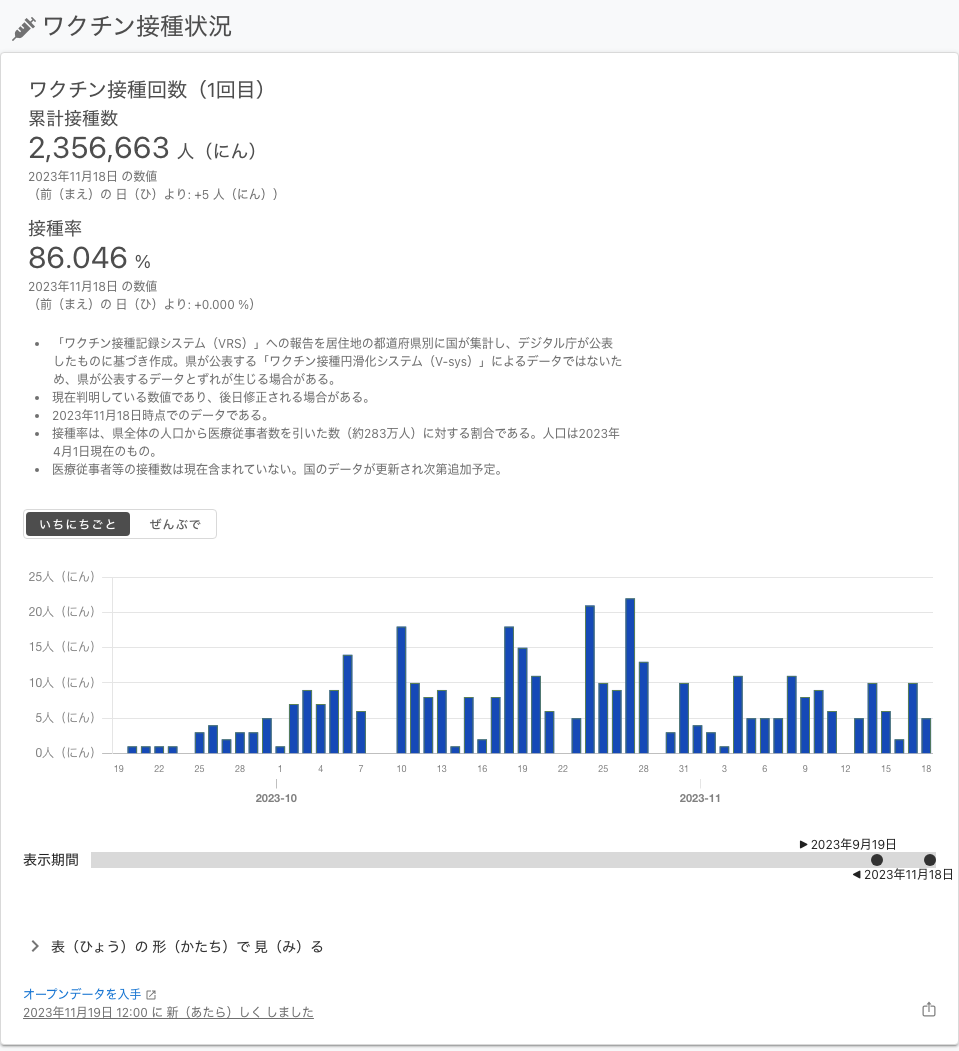 ワクチン接種状況
ワクチン接種回数（1回目）
累計接種数
2,356,663 人（にん）
2023年11月18日 の数値
（前（まえ）の 日（ひ）より: +5 人（にん））
接種率
86.046 %
2023年11月18日 の数値
（前（まえ）の 日（ひ）より: +0.000 %）
• 「ワクチン接種記録システム（VRS）」への報告を居住地の都道府県別に国が集計し、デジタル庁が公表
したものに基づき作成。県が公表する「ワクチン接種円滑化システム（V-sys）」によるデータではないた
め、県が公表するデータとずれが生じる場合がある。
• 現在判明している数値であり、後日修正される場合がある。
• 2023年11月18日時点でのデータである。
• 接種率は、県全体の人口から医療従事者数を引いた数（約283万人）に対する割合である。人口は2023年
4月1日現在のもの。
• 医療従事者等の接種数は現在含まれていない。国のデータが更新され次第追加予定。
いちにちごと ぜんぶで
25人（にん）
20人（にん）
15人（にん）
10人（にん）
5人（にん）
0人（にん）
19 22 25 28 1 4 7 10 13 16 19 22 25 28 31 3 6 9 12 15 18
2023-10 2023-11
▶ 2023年9月19日
表示期間
◀ 2023年11月18日
表（ひょう）の 形（かたち）で 見（み）る
オープンデータを入手
2023年11月19日 12:00 に 新（あたら）しく しました